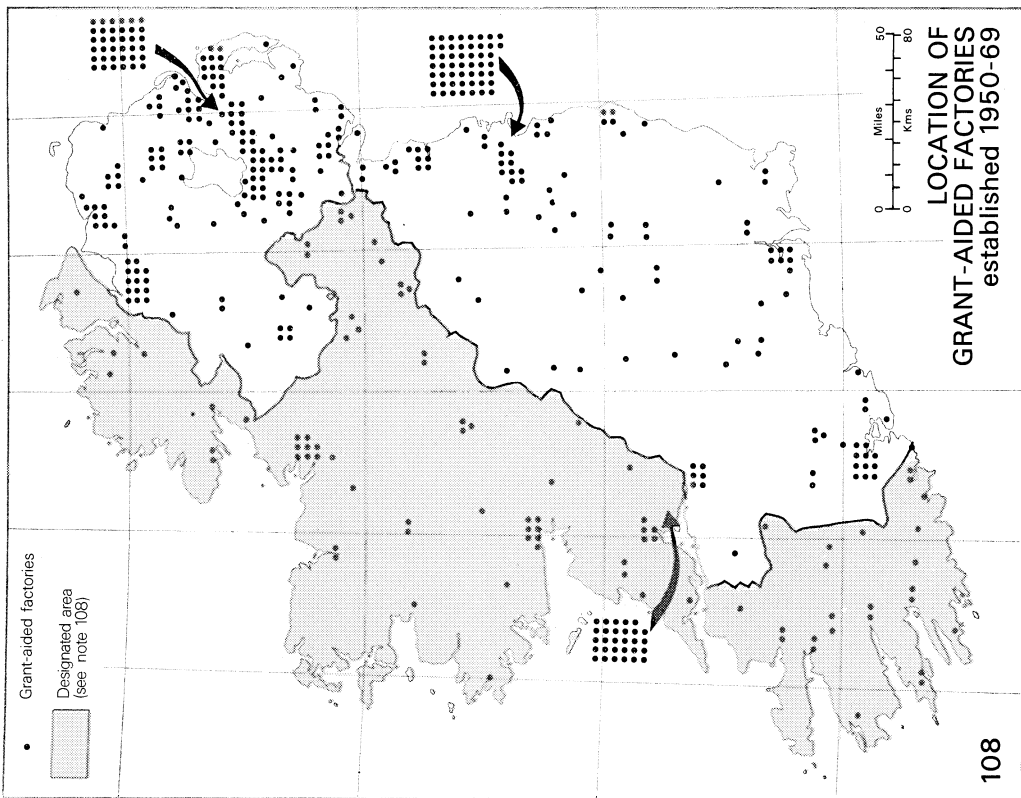 Grant-aided factories
Designated area
(see note 108)
108
0 Miles 50
0 Kms 80
LOCATION OF
GRANT-AIDED FACTORIES
established 1950-69